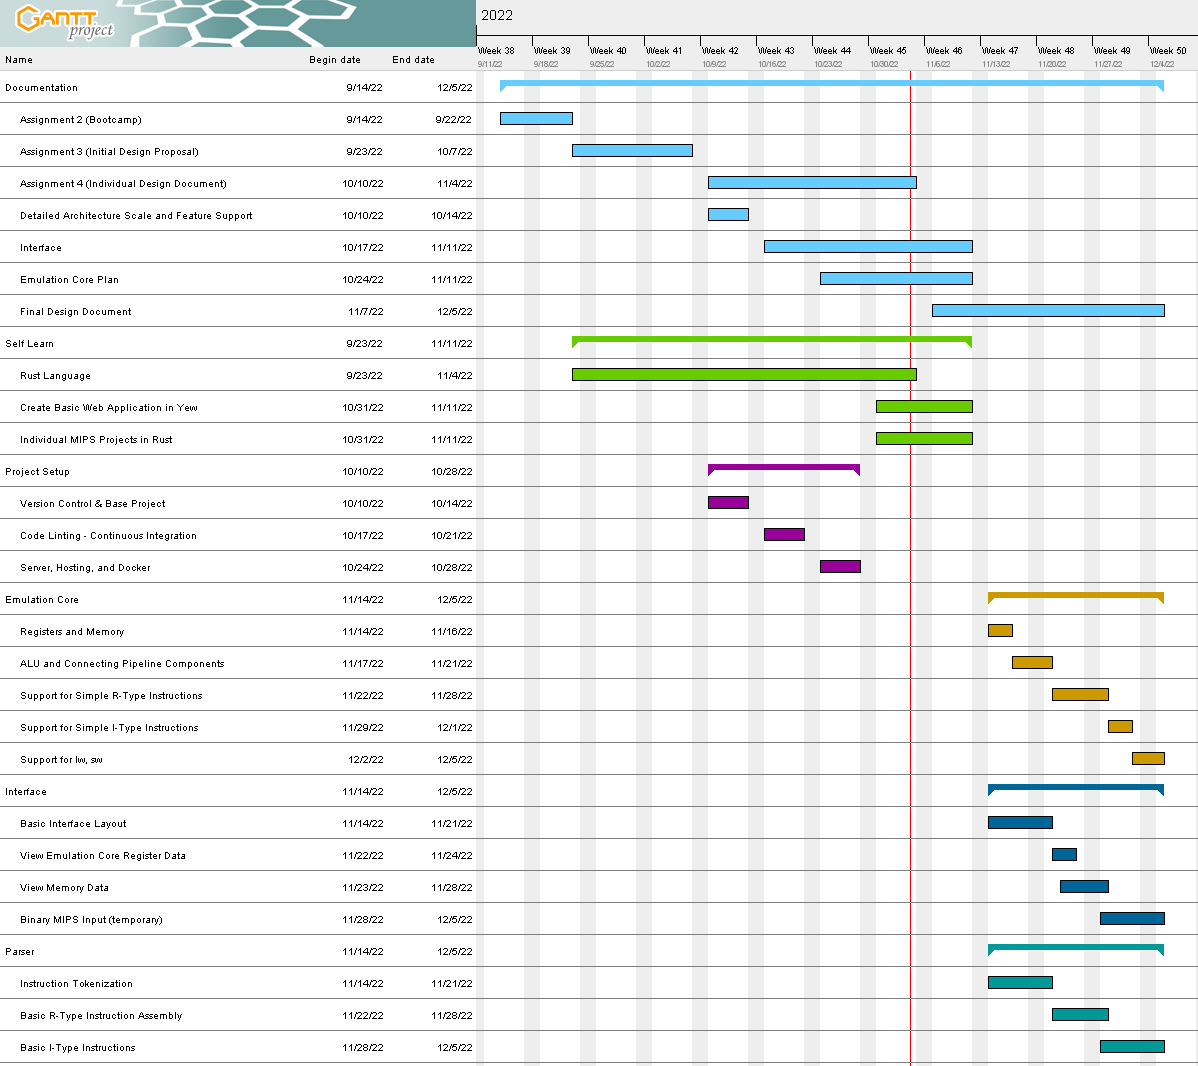 GANTT project
2022
Week 38 Week 39 Week 40 Week 41 Week 42 Week 43 Week 44 Week 45 Week 46 Week 47 Week 48 Week 49 Week 50
Name Begin date End date 9/11/22 9/18/22 9/25/22 10/2/22 10/9/22 10/16/22 10/23/22 10/30/22 11/6/22 11/13/22 11/20/22 11/27/22 12/4/22
Documentation 9/14/22 12/5/22
Assignment 2 (Bootcamp) 9/14/22 9/22/22
Assignment 3 (Initial Design Proposal) 9/23/22 10/7/22
Assignment 4 (Individual Design Document) 10/10/22 11/4/22
Detailed Architecture Scale and Feature Support 10/10/22 10/14/22
Interface 10/17/22 11/11/22
Emulation Core Plan 10/24/22 11/11/22
Final Design Document 11/7/22 12/5/22
Self Learn 9/23/22 11/11/22
Rust Language 9/23/22 11/4/22
Create Basic Web Application in Yew 10/31/22 11/11/22
Individual MIPS Projects in Rust 10/31/22 11/11/22
Project Setup 10/10/22 10/28/22
Version Control & Base Project 10/10/22 10/14/22
Code Linting - Continuous Integration 10/17/22 10/21/22
Server, Hosting, and Docker 10/24/22 10/28/22
Emulation Core 11/14/22 12/5/22
Registers and Memory 11/14/22 11/16/22
ALU and Connecting Pipeline Components 11/17/22 11/21/22
Support for Simple R-Type Instructions 11/22/22 11/28/22
Support for Simple I-Type Instructions 11/29/22 12/1/22
Support for lw, sw 12/2/22 12/5/22
Interface 11/14/22 12/5/22
Basic Interface Layout 11/14/22 11/21/22
View Emulation Core Register Data 11/22/22 11/24/22
View Memory Data 11/23/22 11/28/22
Binary MIPS Input (temporary) 11/28/22 12/5/22
Parser 11/14/22 12/5/22
Instruction Tokenization 11/14/22 11/21/22
Basic R-Type Instruction Assembly 11/22/22 11/28/22
Basic I-Type Instructions 11/28/22 12/5/22